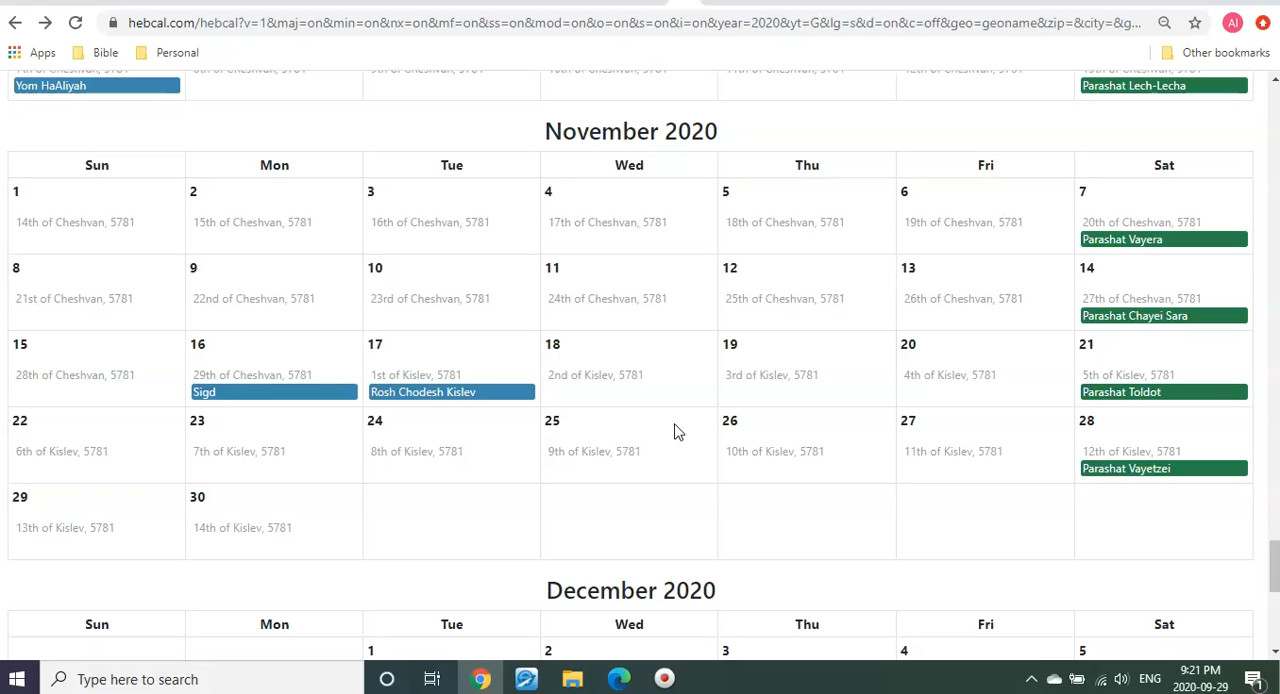 hebcal.com/hebcal?v=1&maj=on&min=on&nx=on&mf=on&ss=on&mod=on&o=on&s=on&i=on&year=2020&yt=G&lg=s&d=on&c=off&geo=geoname&zip=&city=&g... AI
Apps Bible Personal Other bookmarks
Yom HaAliyah Parashat Lech-Lecha
November 2020
Sun Mon Tue Wed Thu Fri Sat
1 2 3 4 5 6 7
14th of Cheshvan, 5781 15th of Cheshvan, 5781 16th of Cheshvan, 5781 17th of Cheshvan, 5781 18th of Cheshvan, 5781 19th of Cheshvan, 5781 20th of Cheshvan, 5781
Parashat Vayera
8 9 10 11 12 13 14
21st of Cheshvan, 5781 22nd of Cheshvan, 5781 23rd of Cheshvan, 5781 24th of Cheshvan, 5781 25th of Cheshvan, 5781 26th of Cheshvan, 5781 27th of Cheshvan, 5781
Parashat Chayei Sara
15 16 17 18 19 20 21
28th of Cheshvan, 5781 29th of Cheshvan, 5781 1st of Kislev, 5781 2nd of Kislev, 5781 3rd of Kislev, 5781 4th of Kislev, 5781 5th of Kislev, 5781
Sigd Rosh Chodesh Kislev Parashat Toldot
22 23 24 25 26 27 28
6th of Kislev, 5781 7th of Kislev, 5781 8th of Kislev, 5781 9th of Kislev, 5781 10th of Kislev, 5781 11th of Kislev, 5781 12th of Kislev, 5781
Parashat Vayetzei
29 30
13th of Kislev, 5781 14th of Kislev, 5781
December 2020
Sun Mon Tue Wed Thu Fri Sat
1 2 3 4 5
Type here to search ENG 9:21 PM
2020-09-29 1